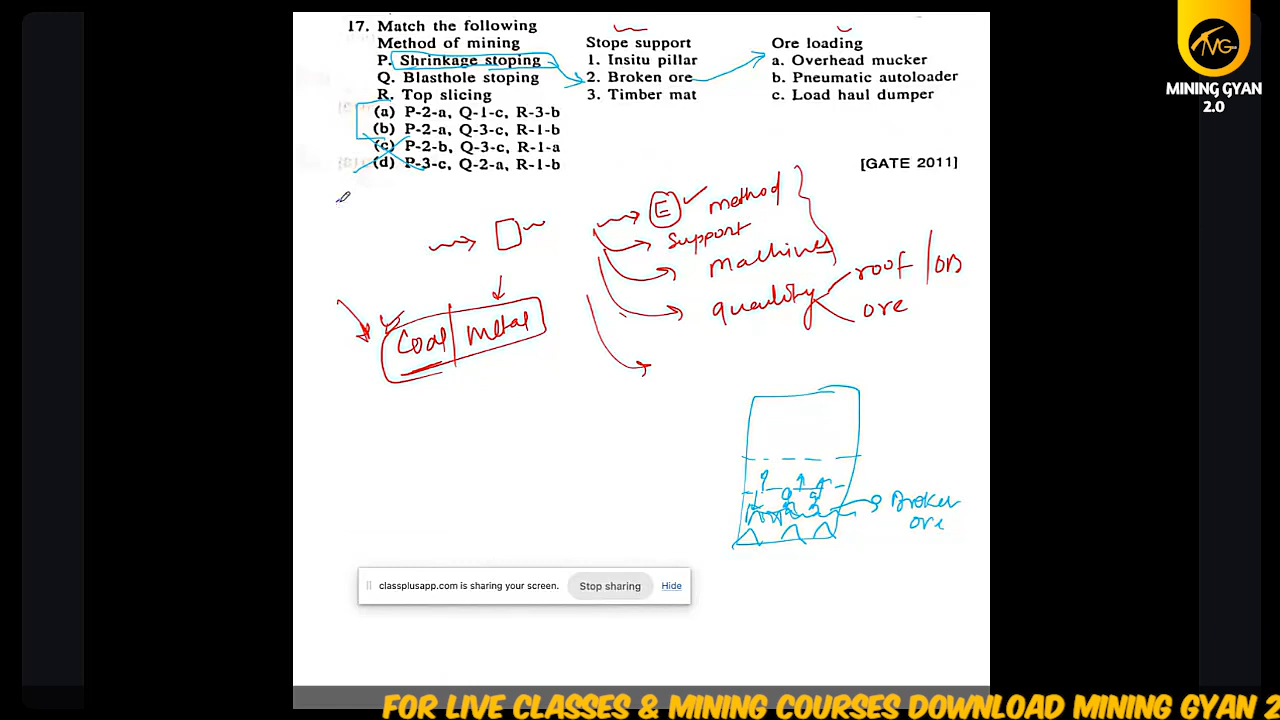 17. Match the following
Method of mining Stope support Ore loading
P. Shrinkage stoping 1. Insitu pillar a. Overhead mucker
Q. Blasthole stoping 2. Broken ore b. Pneumatic autoloader
R. Top slicing 3. Timber mat c. Load haul dumper
(a) P-2-a, Q-1-c, R-3-b
(b) P-2-a, Q-3-c, R-1-b
(c) P-2-b, Q-3-c, R-1-a
(d) P-3-c, Q-2-a, R-1-b [GATE 2011]
TMG
MINING GYAN
2.0
E method
support
machines
quality roof / OB
ore
Coal | Metal
Broken
ore
classplusapp.com is sharing your screen. Stop sharing Hide
FOR LIVE CLASSES & MINING COURSES DOWNLOAD MINING GYAN 2